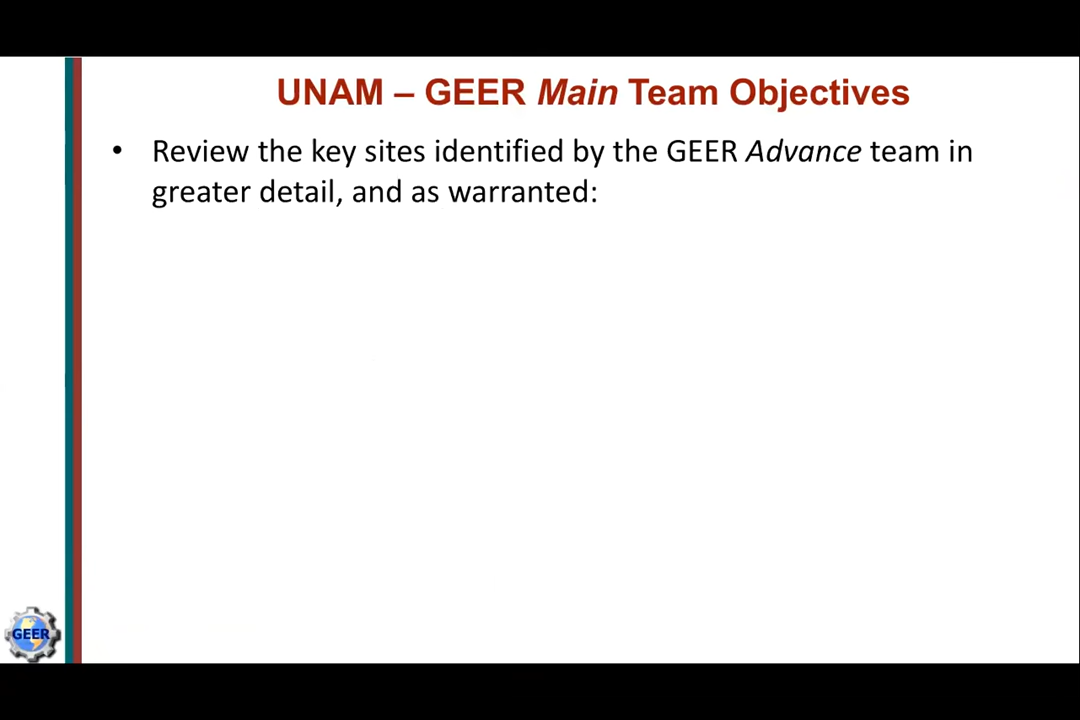 UNAM – GEER Main Team Objectives
• Review the key sites identified by the GEER Advance team in
greater detail, and as warranted:
GEER